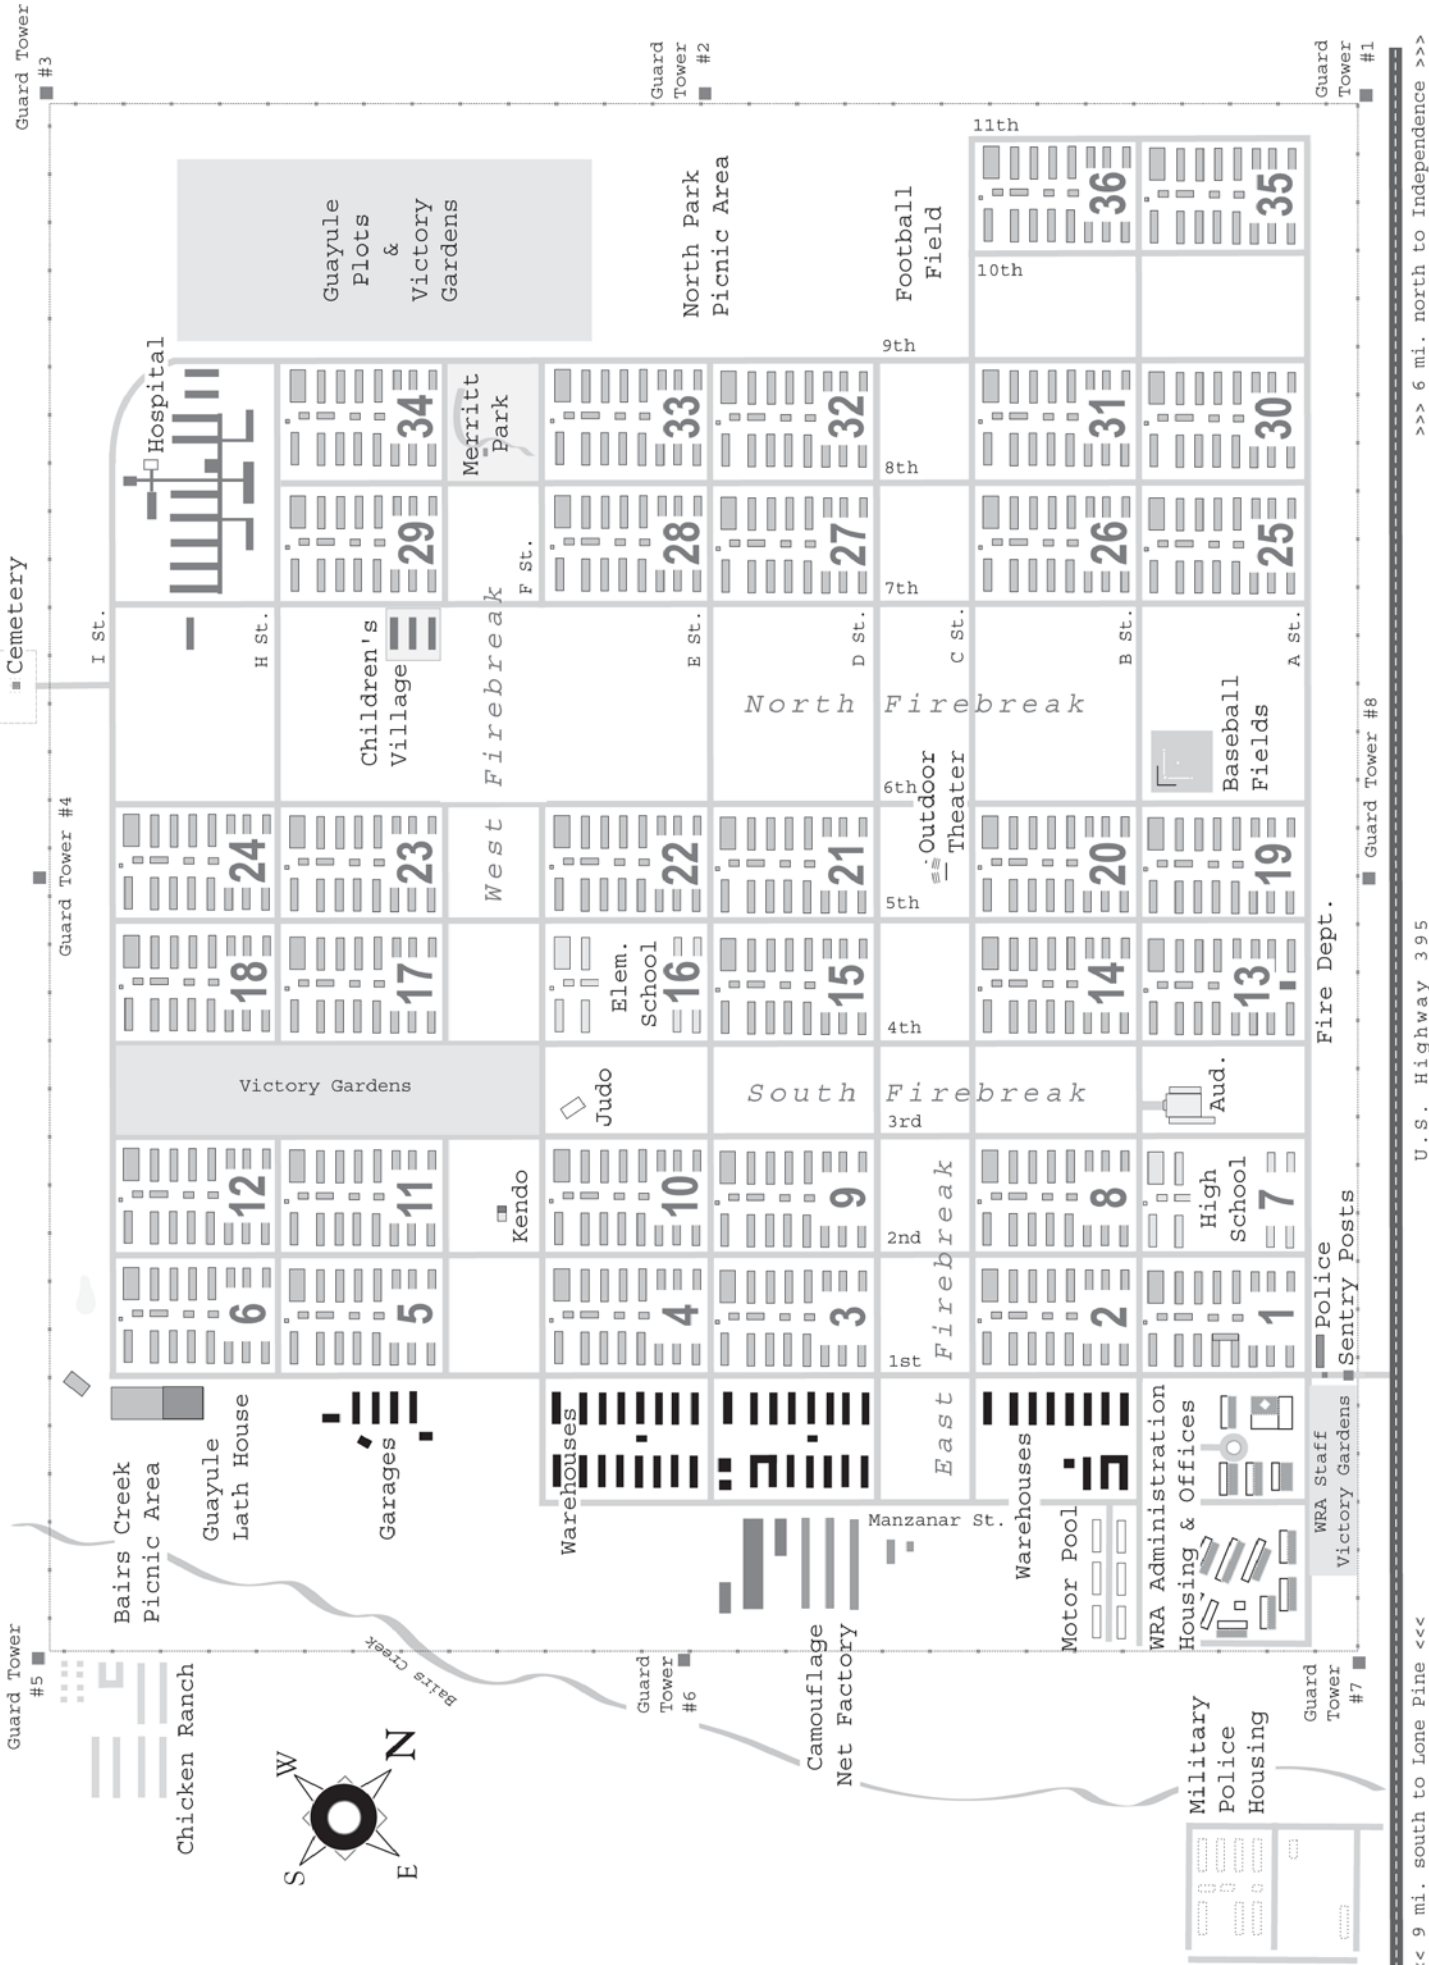 Guard Tower
#5
Chicken Ranch
S
W
N
E
Bairs Creek
Picnic Area
Bairs Creek
Guayule
Lath House
Garages
Warehouses
Guard
Tower
#6
Camouflage
Net Factory
Manzanar St.
Warehouses
Motor Pool
WRA Administration
Housing & Offices
WRA Staff
Victory Gardens
Guard
Tower
#7
Military
Police
Housing
Police
Sentry Posts
6
12
5
11
Kendo
4
10
3
9
East Firebreak
1st
2nd
3rd
2
8
1
High
School
7
Victory Gardens
Judo
South Firebreak
Aud.
Fire Dept.
Guard Tower #4
18
24
17
23
Elem.
School
16
22
15
21
4th
5th
6th
Outdoor
Theater
14
20
13
19
Guard Tower #8
Cemetery
I St.
H St.
Children's
Village
West Firebreak
F St.
E St.
North Firebreak
D St.
C St.
B St.
A St.
Baseball
Fields
Hospital
29
34
Merritt
Park
28
33
27
32
7th
8th
9th
26
31
25
30
Guard Tower
#3
Guayule
Plots
&
Victory
Gardens
North Park
Picnic Area
Guard
Tower
#2
Football
Field
10th
11th
36
35
Guard
Tower
#1
<< 9 mi. south to Lone Pine <<<
U.S. Highway 395
>>> 6 mi. north to Independence >>>